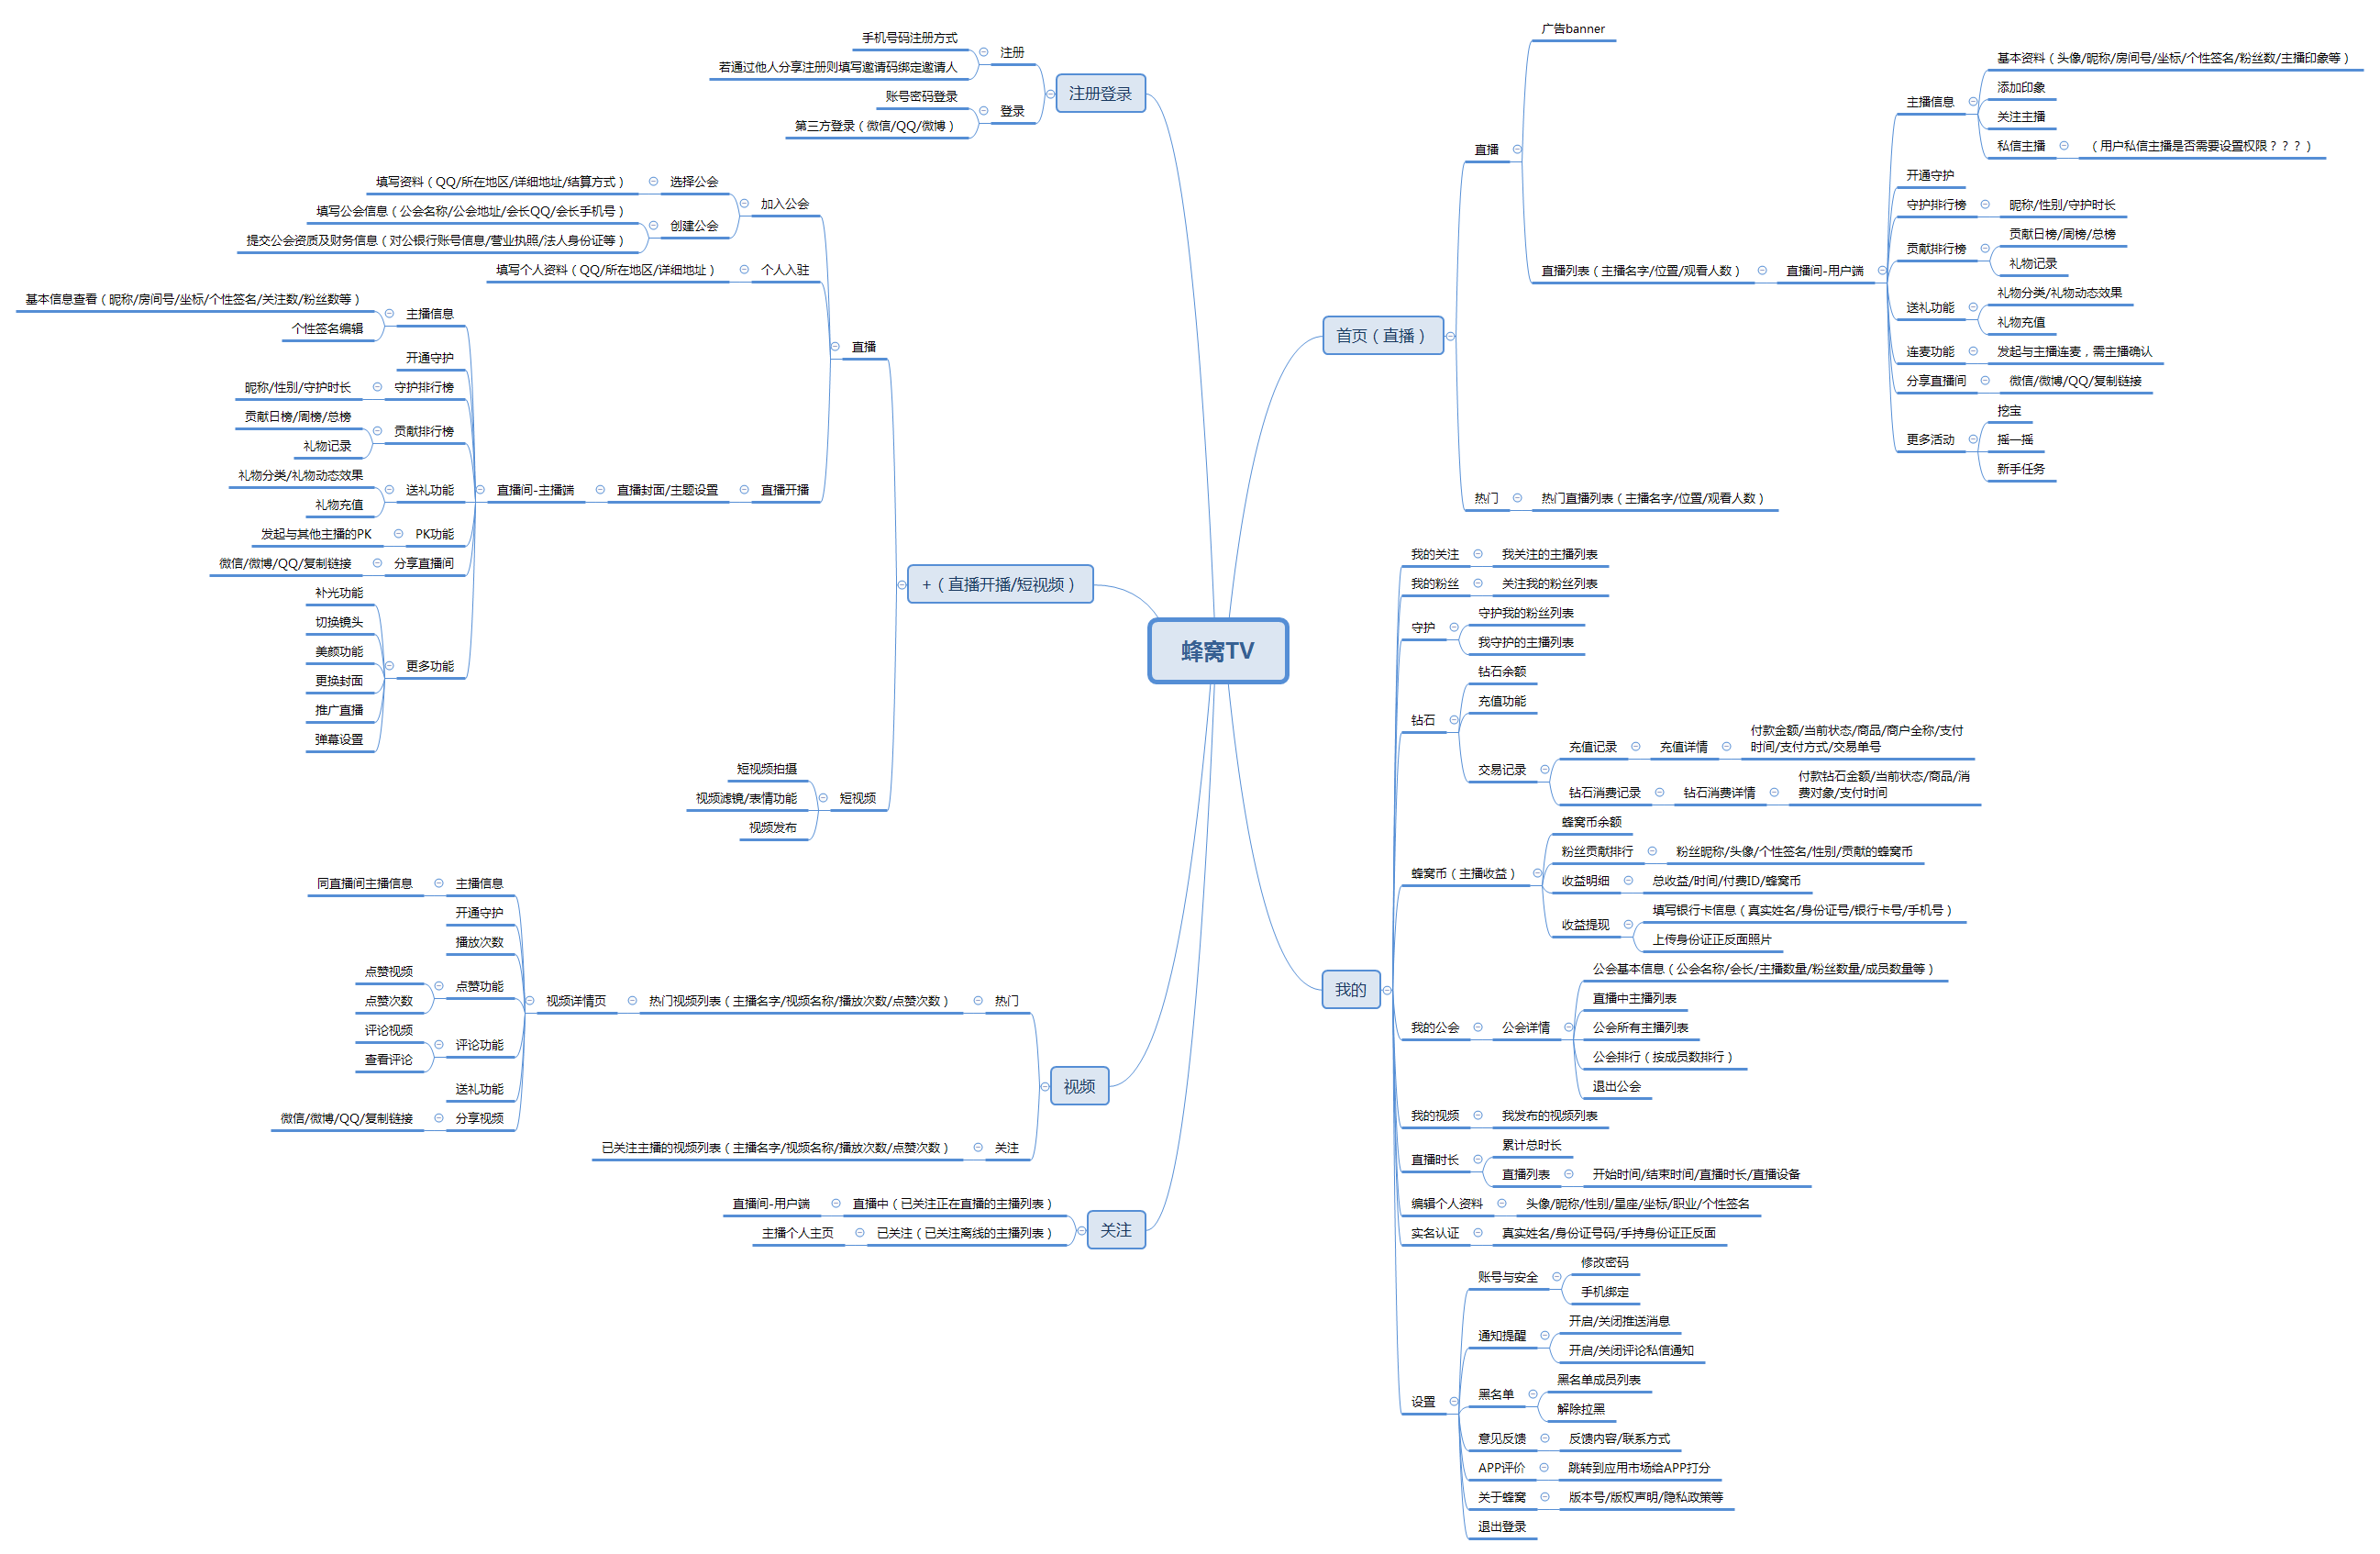 蜂窝TV
注册登录
注册
手机号码注册方式
若通过他人分享注册则填写邀请码绑定邀请人
登录
账号密码登录
第三方登录（微信/QQ/微博）
+（直播开播/短视频）
直播
加入公会
选择公会
填写资料（QQ/所在地区/详细地址/结算方式）
创建公会
填写公会信息（公会名称/公会地址/会长QQ/会长手机号）
提交公会资质及财务信息（对公银行账号信息/营业执照/法人身份证等）
个人入驻
填写个人资料（QQ/所在地区/详细地址）
直播开播
直播封面/主题设置
直播间-主播端
主播信息
基本信息查看（昵称/房间号/坐标/个性签名/关注数/粉丝数等）
个性签名编辑
开通守护
守护排行榜
昵称/性别/守护时长
贡献排行榜
贡献日榜/周榜/总榜
礼物记录
送礼功能
礼物分类/礼物动态效果
礼物充值
PK功能
发起与其他主播的PK
分享直播间
微信/微博/QQ/复制链接
更多功能
补光功能
切换镜头
美颜功能
更换封面
推广直播
弹幕设置
短视频
短视频拍摄
视频滤镜/表情功能
视频发布
视频
热门
热门视频列表（主播名字/视频名称/播放次数/点赞次数）
视频详情页
主播信息
同直播间主播信息
开通守护
播放次数
点赞功能
点赞视频
点赞次数
评论功能
评论视频
查看评论
送礼功能
分享视频
微信/微博/QQ/复制链接
关注
已关注主播的视频列表（主播名字/视频名称/播放次数/点赞次数）
关注
直播中（已关注正在直播的主播列表）
直播间-用户端
已关注（已关注离线的主播列表）
主播个人主页
首页（直播）
直播
广告banner
直播列表（主播名字/位置/观看人数）
直播间-用户端
主播信息
基本资料（头像/昵称/房间号/坐标/个性签名/粉丝数/主播印象等）
添加印象
关注主播
私信主播
（用户私信主播是否需要设置权限？？？）
开通守护
守护排行榜
昵称/性别/守护时长
贡献排行榜
贡献日榜/周榜/总榜
礼物记录
送礼功能
礼物分类/礼物动态效果
礼物充值
连麦功能
发起与主播连麦，需主播确认
分享直播间
微信/微博/QQ/复制链接
更多活动
挖宝
摇一摇
新手任务
热门
热门直播列表（主播名字/位置/观看人数）
我的
我的关注
我关注的主播列表
我的粉丝
关注我的粉丝列表
守护
守护我的粉丝列表
我守护的主播列表
钻石
钻石余额
充值功能
交易记录
充值记录
充值详情
付款金额/当前状态/商品/商户全称/支付
时间/支付方式/交易单号
钻石消费记录
钻石消费详情
付款钻石金额/当前状态/商品/消
费对象/支付时间
蜂窝币（主播收益）
蜂窝币余额
粉丝贡献排行
粉丝昵称/头像/个性签名/性别/贡献的蜂窝币
收益明细
总收益/时间/付费ID/蜂窝币
收益提现
填写银行卡信息（真实姓名/身份证号/银行卡号/手机号）
上传身份证正反面照片
我的公会
公会详情
公会基本信息（公会名称/会长/主播数量/粉丝数量/成员数量等）
直播中主播列表
公会所有主播列表
公会排行（按成员数排行）
退出公会
我的视频
我发布的视频列表
直播时长
累计总时长
直播列表
开始时间/结束时间/直播时长/直播设备
编辑个人资料
头像/昵称/性别/星座/坐标/职业/个性签名
实名认证
真实姓名/身份证号码/手持身份证正反面
设置
账号与安全
修改密码
手机绑定
通知提醒
开启/关闭推送消息
开启/关闭评论私信通知
黑名单
黑名单成员列表
解除拉黑
意见反馈
反馈内容/联系方式
APP评价
跳转到应用市场给APP打分
关于蜂窝
版本号/版权声明/隐私政策等
退出登录